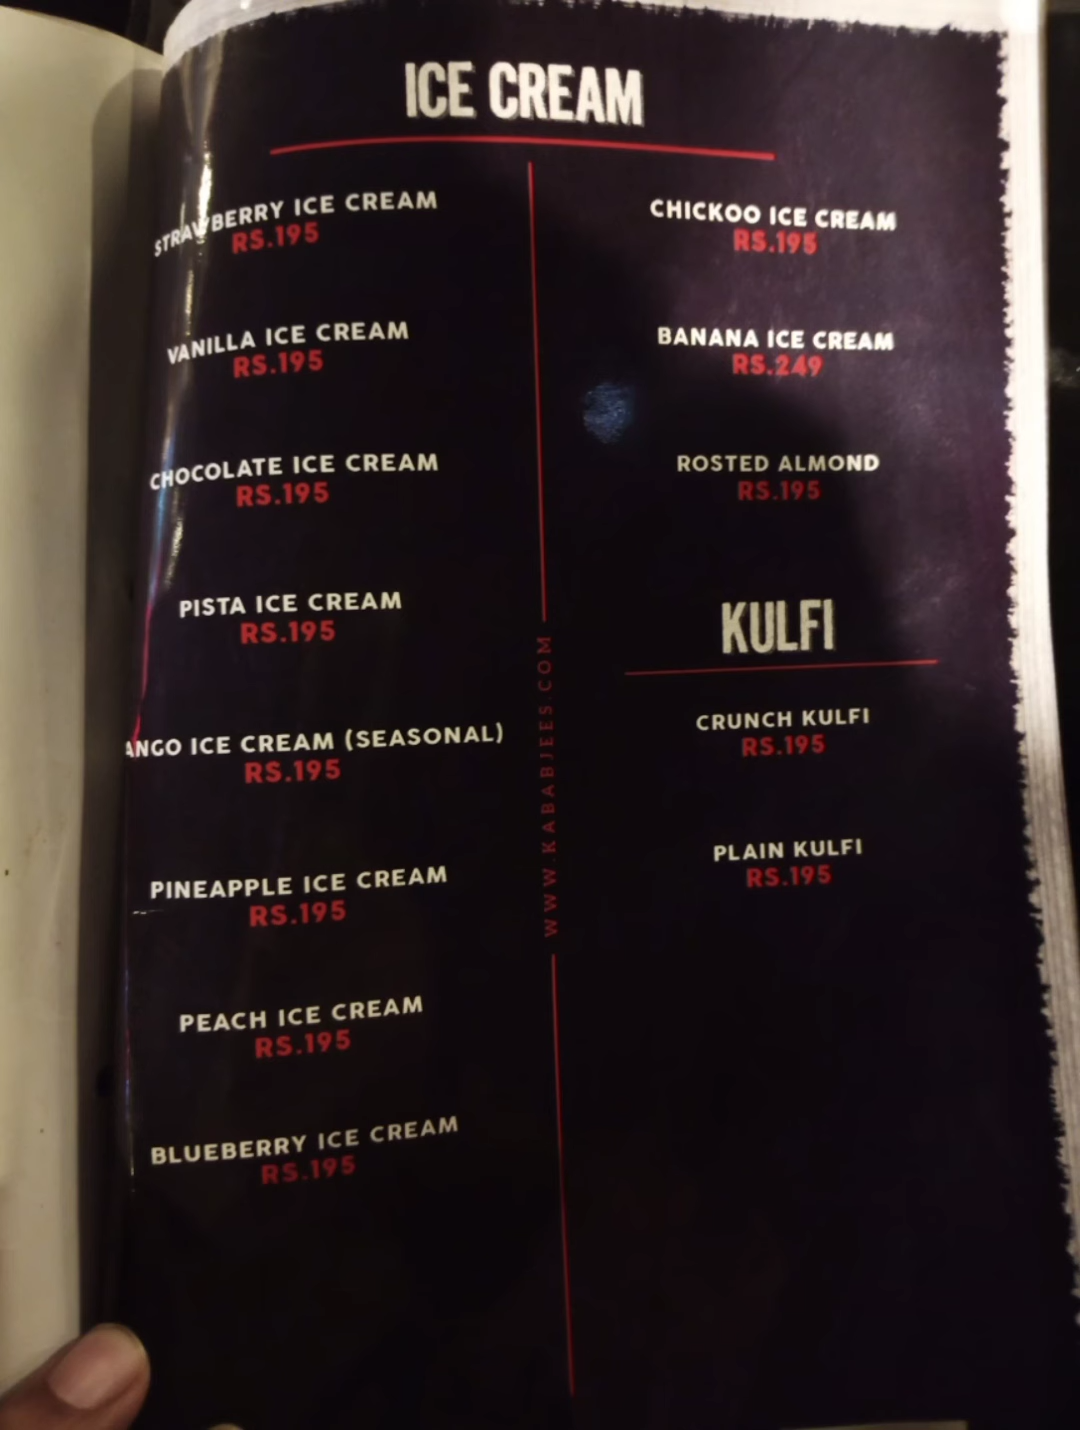 ICE CREAM
STRAWBERRY ICE CREAM
RS.195
VANILLA ICE CREAM
RS.195
CHOCOLATE ICE CREAM
RS.195
PISTA ICE CREAM
RS.195
ANGO ICE CREAM (SEASONAL)
RS.195
PINEAPPLE ICE CREAM
RS.195
PEACH ICE CREAM
RS.195
BLUEBERRY ICE CREAM
RS.195
WWW.KABABJEES.COM
CHICKOO ICE CREAM
RS.195
BANANA ICE CREAM
RS.249
ROSTED ALMOND
RS.195
KULFI
CRUNCH KULFI
RS.195
PLAIN KULFI
RS.195